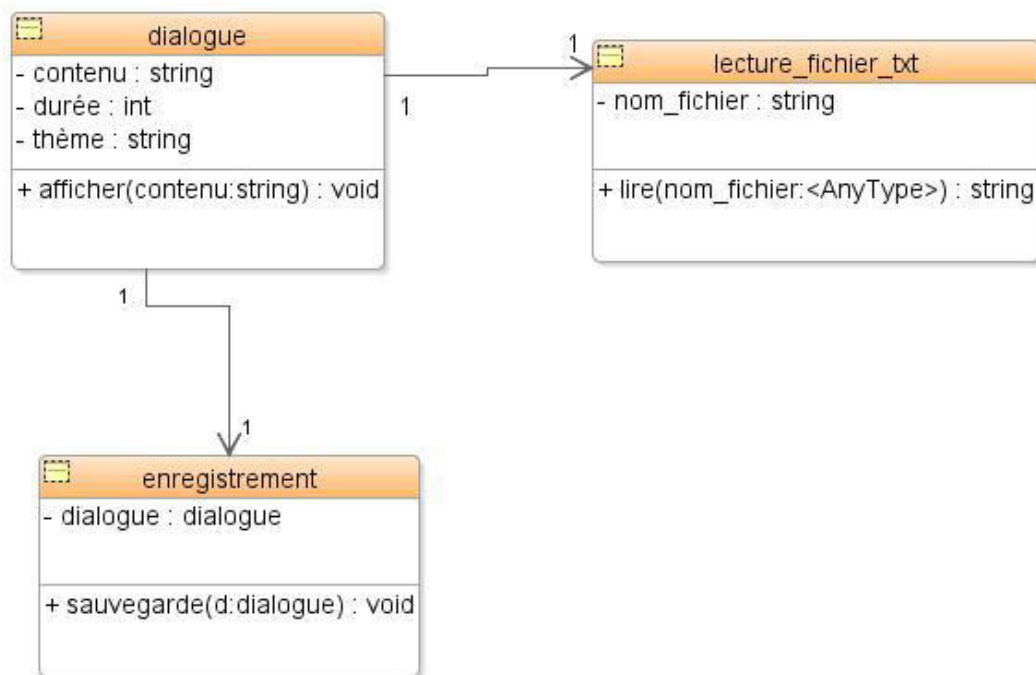 dialogue
- contenu : string
- durée : int
- thème : string
+ afficher(contenu:string) : void
1
1
lecture_fichier_txt
- nom_fichier : string
+ lire(nom_fichier:<AnyType>) : string
1
1
enregistrement
- dialogue : dialogue
+ sauvegarde(d:dialogue) : void